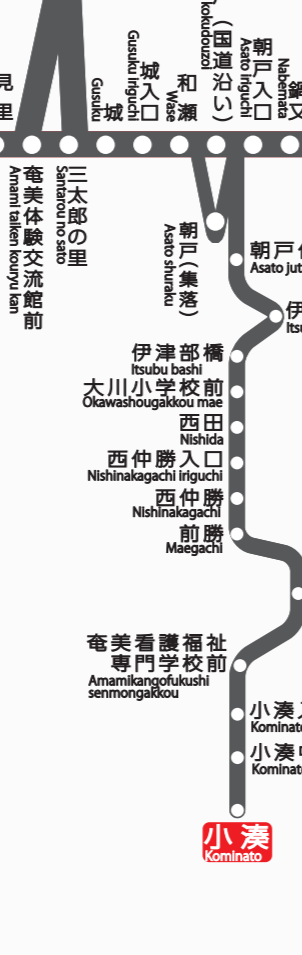 見里
Gusuku
城
Gusuku iriguchi
城入口
Wase
和瀬
kokudouzoi
(国道沿い)
Asato iriguchi
朝戸入口
Nabemata
鍋又
奄美体験交流館前
Amami taiken kouryu kan
三太郎の里
Santarou no sato
朝戸(集落)
Asato shuraku
朝戸
Asato jut
伊
Itsu
伊津部橋
Itsubu bashi
大川小学校前
Okawashougakkou mae
西田
Nishida
西仲勝入口
Nishinakagachi iriguchi
西仲勝
Nishinakagachi
前勝
Maegachi
奄美看護福祉
専門学校前
Amamikangofukushi
senmongakkou
小湊入
Kominato
小湊
Kominato
小湊
Kominato